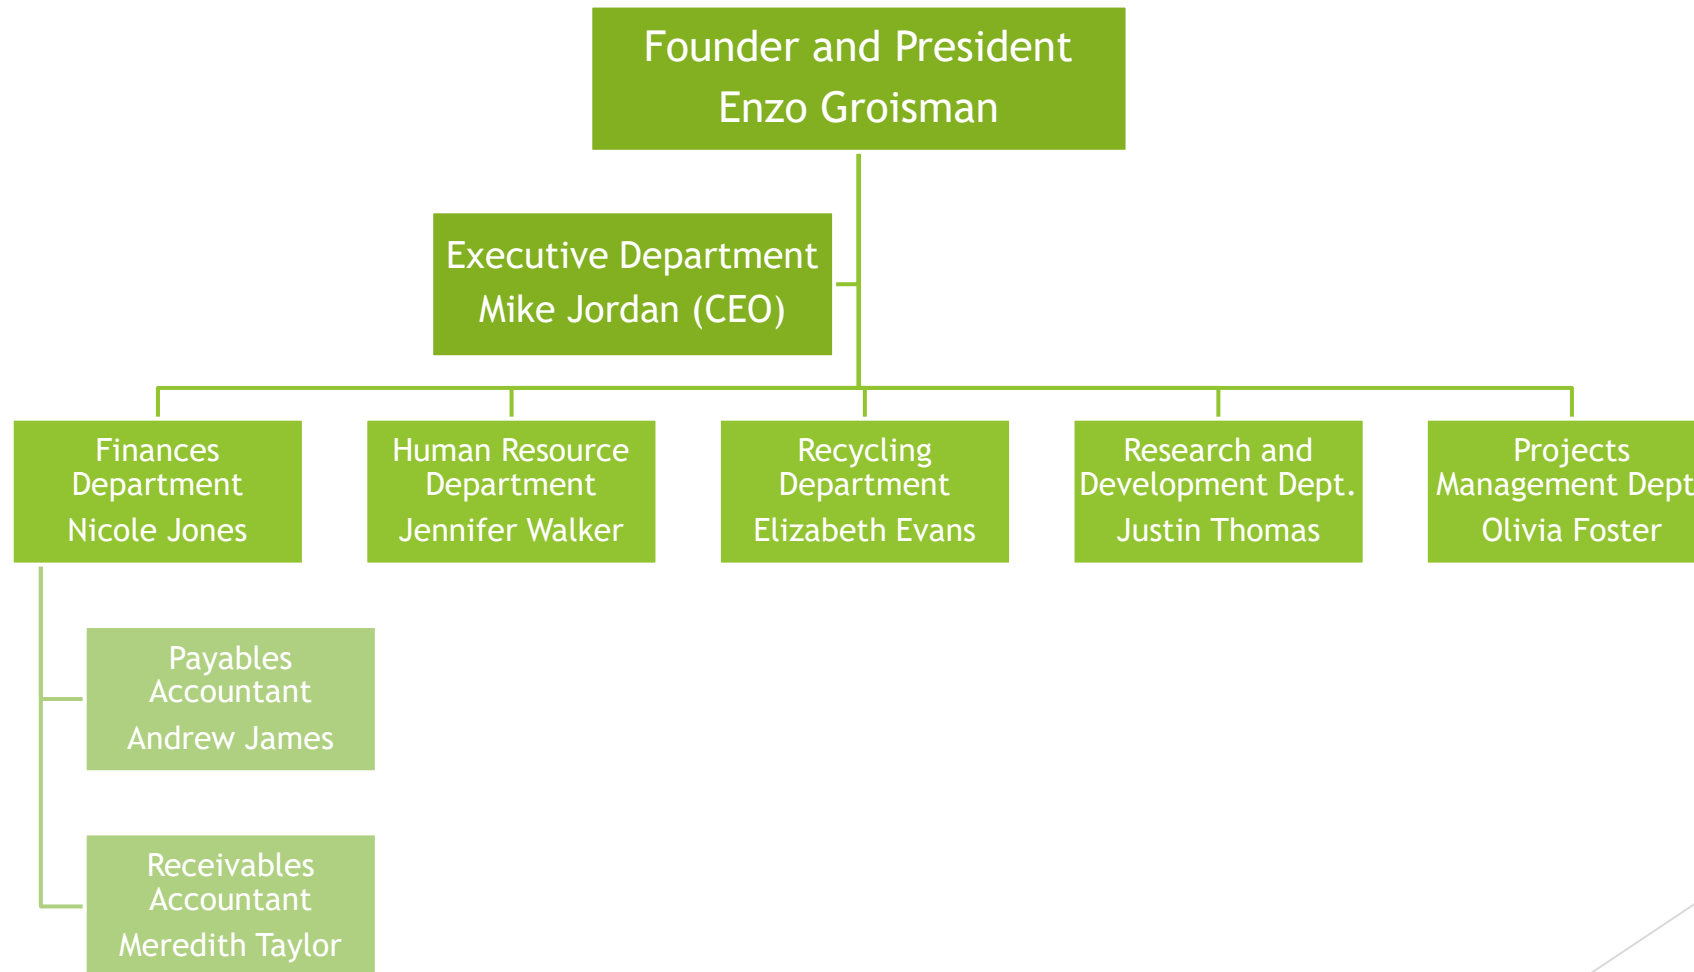 Founder and President
Enzo Groisman
Executive Department
Mike Jordan (CEO)
Finances
Department
Nicole Jones
Human Resource
Department
Jennifer Walker
Recycling
Department
Elizabeth Evans
Research and
Development Dept.
Justin Thomas
Projects
Management Dept
Olivia Foster
Payables
Accountant
Andrew James
Receivables
Accountant
Meredith Taylor